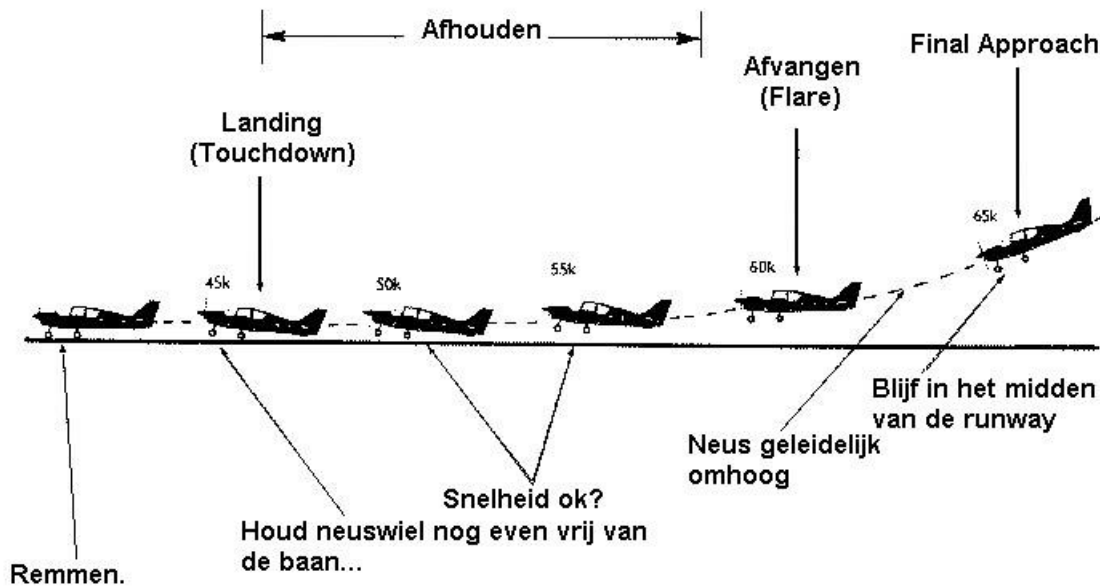 Afhouden
Final Approach
Afvangen
(Flare)
Landing
(Touchdown)
65k
60k
55k
50k
45k
Blijf in het midden
van de runway
Neus geleidelijk
omhoog
Snelheid ok?
Houd neuswiel nog even vrij van
de baan...
Remmen.